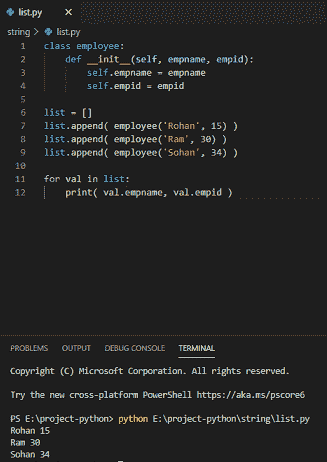 list.py
string > list.py
1 class employee:
2 def __init__(self, empname, empid):
3 self.empname = empname
4 self.empid = empid
5
6 list = []
7 list.append( employee('Rohan', 15) )
8 list.append( employee('Ram', 30) )
9 list.append( employee('Sohan', 34) )
10
11 for val in list:
12 print( val.empname, val.empid )
PROBLEMS OUTPUT DEBUG CONSOLE TERMINAL
Copyright (C) Microsoft Corporation. All rights reserved.
Try the new cross-platform PowerShell https://aka.ms/pscore6
PS E:\project-python> python E:\project-python\string\list.py
Rohan 15
Ram 30
Sohan 34